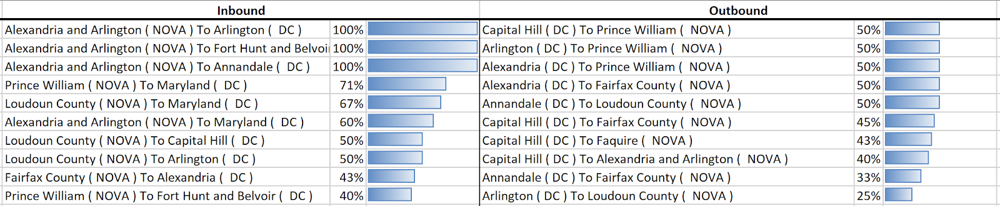 Inbound Outbound
Alexandria and Arlington ( NOVA ) To Arlington (  DC ) 100% Capital Hill ( DC ) To Prince William (  NOVA ) 50%
Alexandria and Arlington ( NOVA ) To Fort Hunt and Belvoi 100% Arlington ( DC ) To Prince William (  NOVA ) 50%
Alexandria and Arlington ( NOVA ) To Annandale (  DC ) 100% Alexandria ( DC ) To Prince William (  NOVA ) 50%
Prince William ( NOVA ) To Maryland (  DC ) 71% Alexandria ( DC ) To Fairfax County (  NOVA ) 50%
Loudoun County ( NOVA ) To Maryland (  DC ) 67% Annandale ( DC ) To Loudoun County (  NOVA ) 50%
Alexandria and Arlington ( NOVA ) To Maryland (  DC ) 60% Capital Hill ( DC ) To Fairfax County (  NOVA ) 45%
Loudoun County ( NOVA ) To Capital Hill (  DC ) 50% Capital Hill ( DC ) To Faquire (  NOVA ) 43%
Loudoun County ( NOVA ) To Arlington (  DC ) 50% Capital Hill ( DC ) To Alexandria and Arlington (  NOVA ) 40%
Fairfax County ( NOVA ) To Alexandria (  DC ) 43% Annandale ( DC ) To Fairfax County (  NOVA ) 33%
Prince William ( NOVA ) To Fort Hunt and Belvoir (  DC ) 40% Arlington ( DC ) To Loudoun County (  NOVA ) 25%